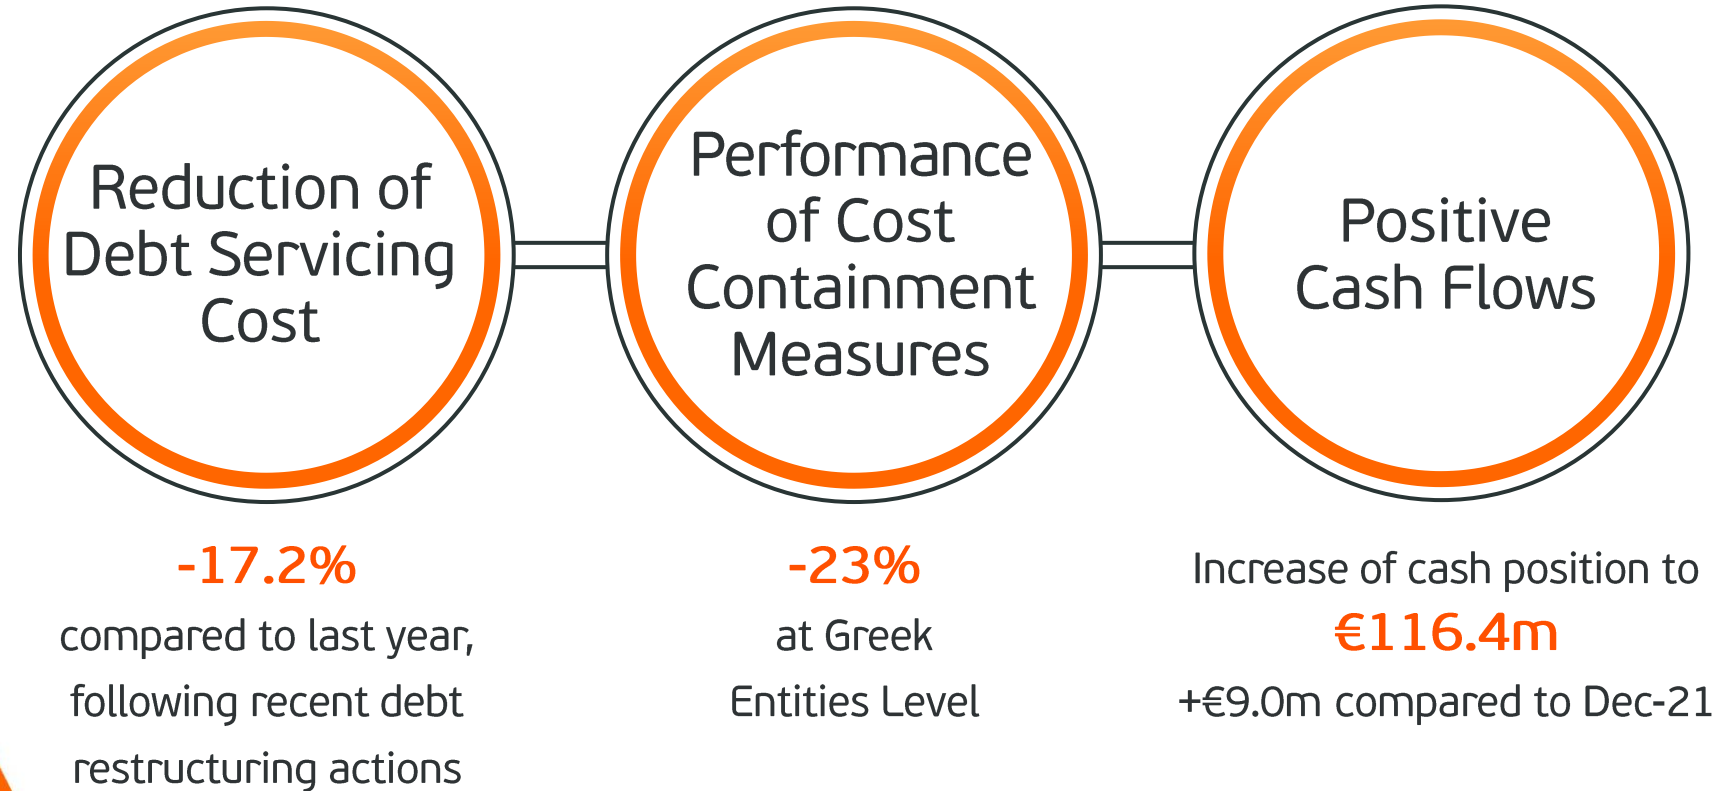 Reduction of
Debt Servicing
Cost
-17.2%
compared to last year,
following recent debt
restructuring actions
Performance
of Cost
Containment
Measures
-23%
at Greek
Entities Level
Positive
Cash Flows
Increase of cash position to
€116.4m
+€9.0m compared to Dec-21